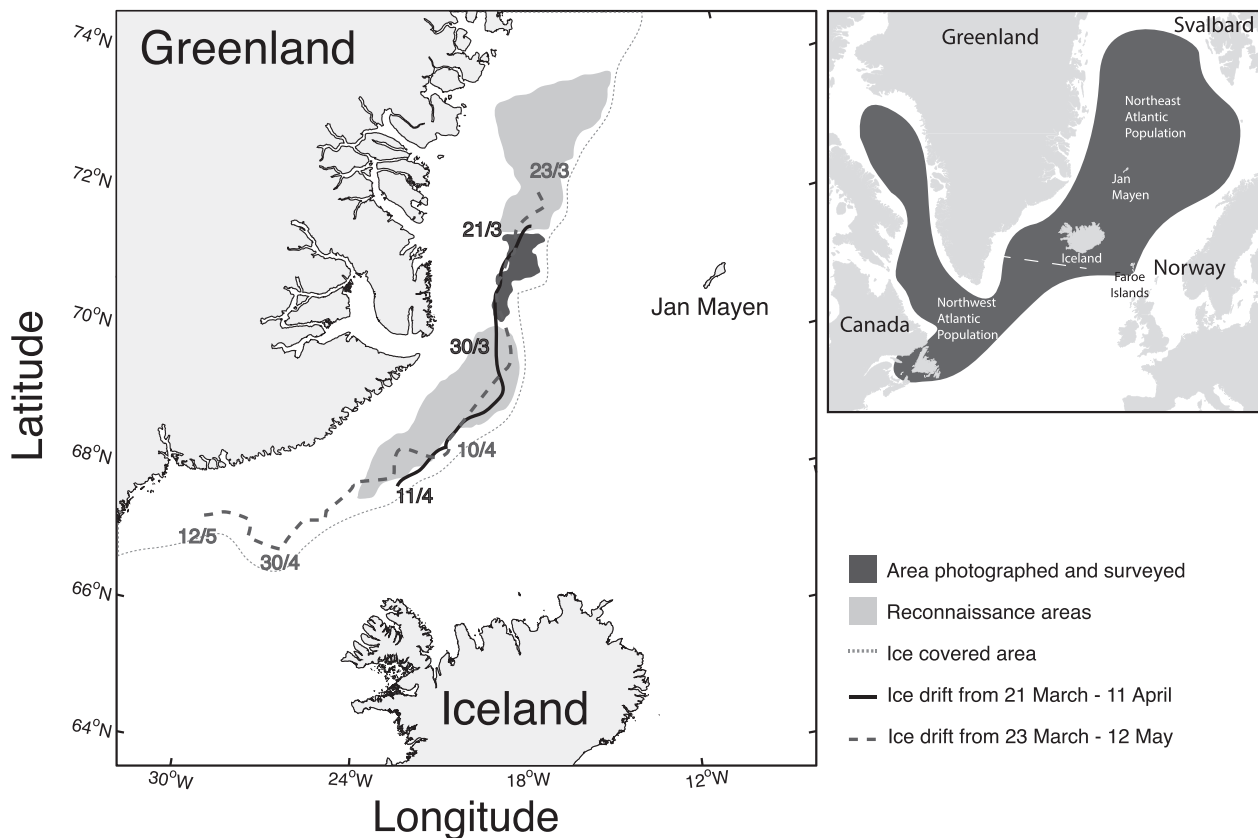 Greenland
74°N
72°N
70°N
68°N
66°N
64°N
Latitude
23/3
21/3
30/3
10/4
11/4
12/5
30/4
Jan Mayen
Iceland
30°W
24°W
18°W
12°W
Longitude
Greenland
Svalbard
Northeast
Atlantic
Population
Jan
Mayen
Iceland
Faroe
Islands
Norway
Northwest
Atlantic
Population
Canada
Area photographed and surveyed
Reconnaissance areas
Ice covered area
Ice drift from 21 March - 11 April
Ice drift from 23 March - 12 May